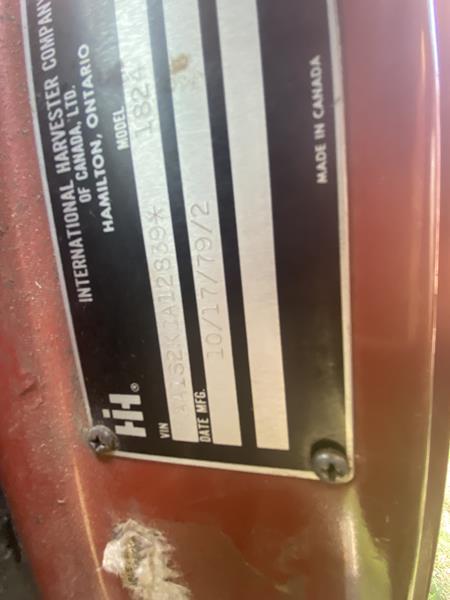 INTERNATIONAL HARVESTER COMPANY
OF CANADA, LTD.
HAMILTON, ONTARIO
MODEL
1824
IH®
VIN
DATE MFG.
10/17/79/2
MADE IN CANADA